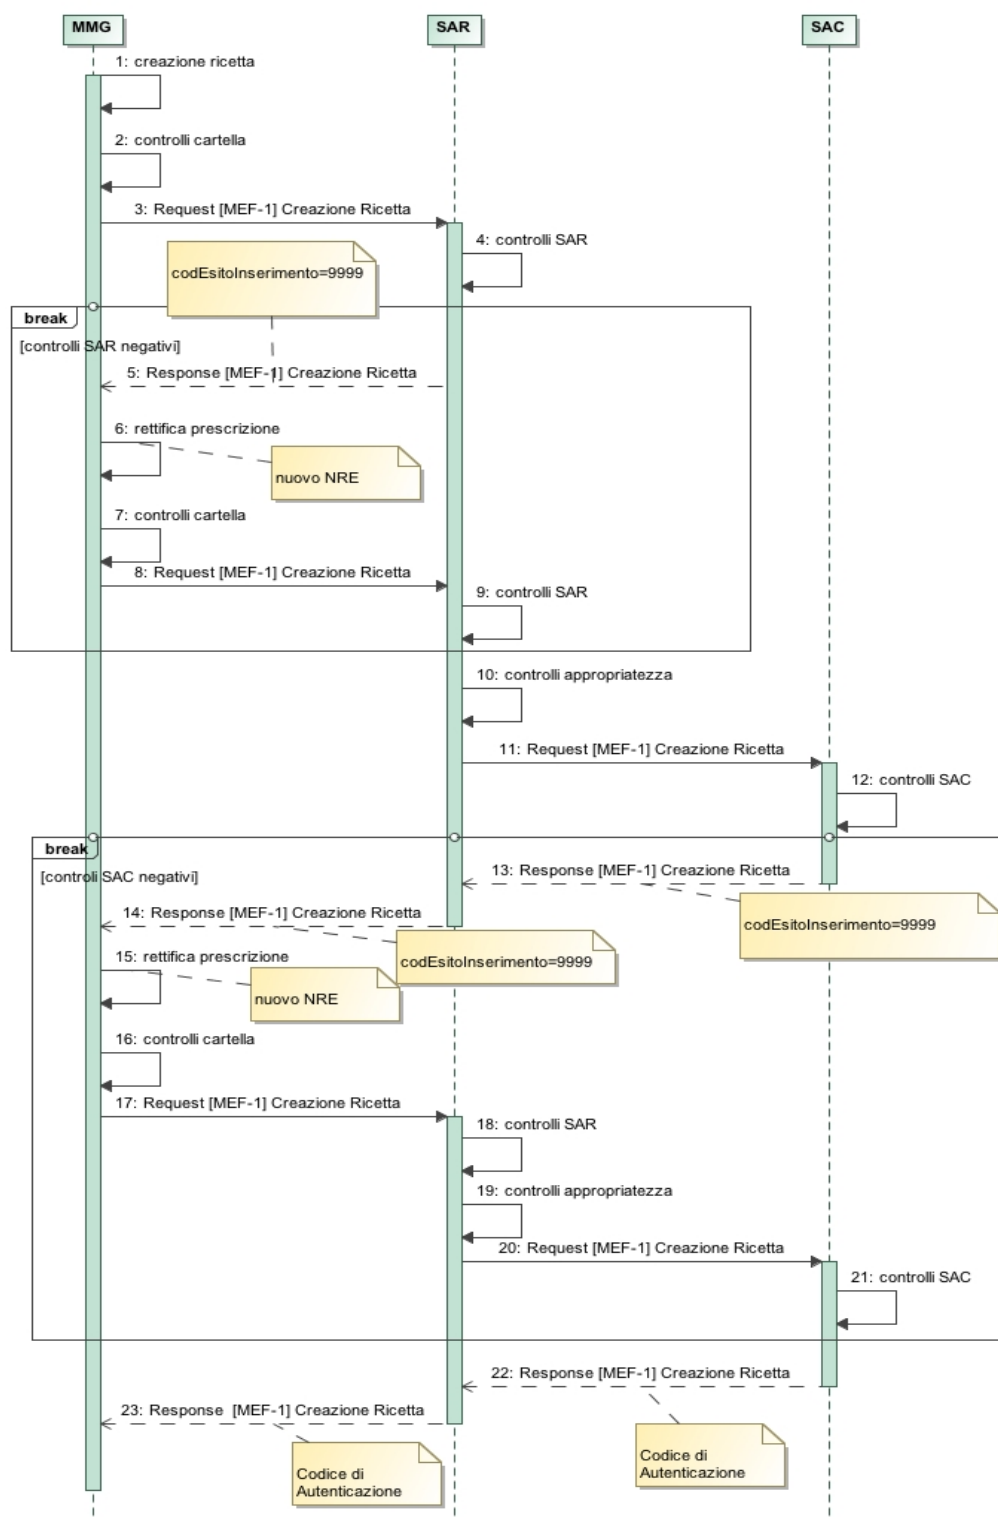 MMG
SAR
SAC
1: creazione ricetta
2: controlli cartella
3: Request [MEF-1] Creazione Ricetta
4: controlli SAR
codEsitoInserimento=9999
break
[controlli SAR negativi]
5: Response [MEF-1] Creazione Ricetta
6: rettifica prescrizione
nuovo NRE
7: controlli cartella
8: Request [MEF-1] Creazione Ricetta
9: controlli SAR
10: controlli appropriatezza
11: Request [MEF-1] Creazione Ricetta
12: controlli SAC
break
[controli SAC negativi]
13: Response [MEF-1] Creazione Ricetta
14: Response [MEF-1] Creazione Ricetta
codEsitoInserimento=9999
15: rettifica prescrizione
codEsitoInserimento=9999
nuovo NRE
16: controlli cartella
17: Request [MEF-1] Creazione Ricetta
18: controlli SAR
19: controlli appropriatezza
20: Request [MEF-1] Creazione Ricetta
21: controlli SAC
22: Response [MEF-1] Creazione Ricetta
23: Response [MEF-1] Creazione Ricetta
Codice di
Autenticazione
Codice di
Autenticazione